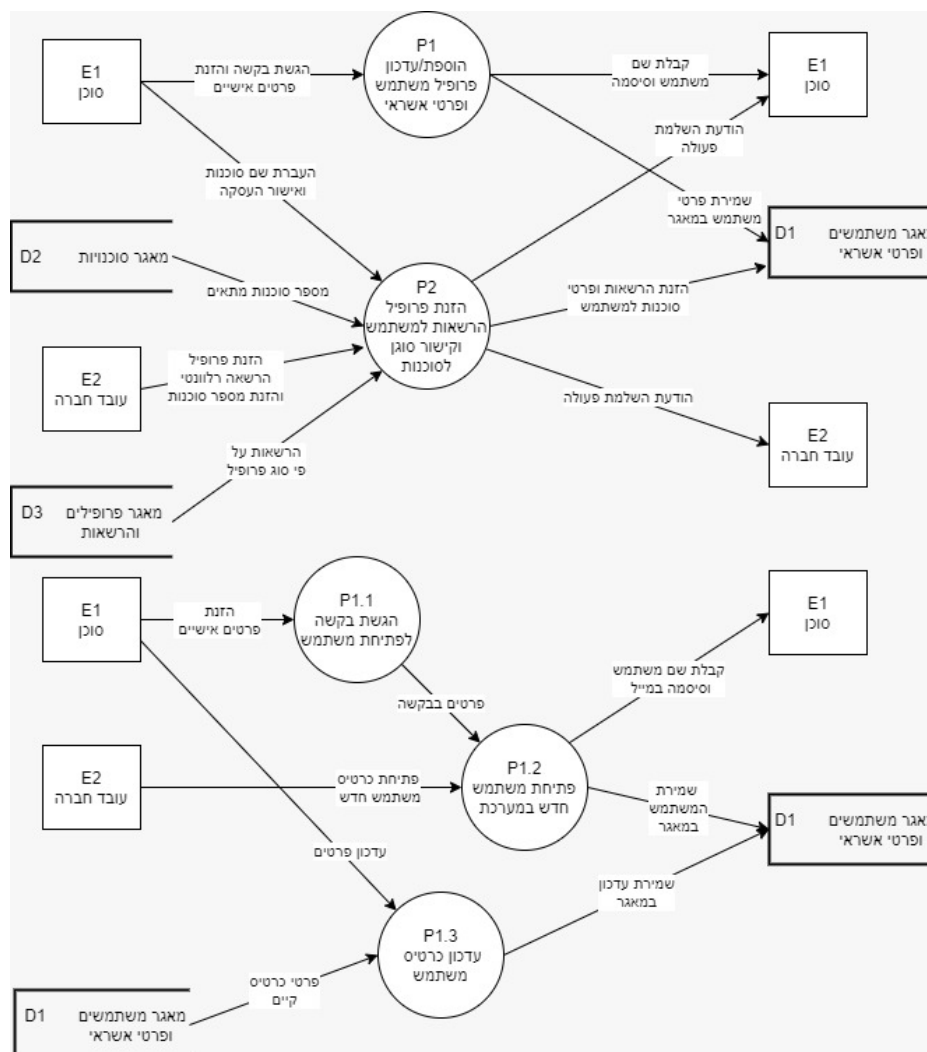 E1
סוכן
הגשת בקשה והזנת
פרטים אישיים
P1
הוספת/עדכון
פרופיל משתמש
ופרטי אשראי
קבלת שם
משתמש וסיסמה
E1
סוכן
הודעת השלמת
פעולה
העברת שם סוכנות
ואישור העסקה
שמירת פרטי
משתמש במאגר
D1
מאגר משתמשים
ופרטי אשראי
D2
מאגר סוכנויות
מספר סוכנות מתאים
P2
הזנת פרופיל
הרשאות למשתמש
וקישור סוגן
לסוכנות
הזנת הרשאות ופרטי
סוכנות למשתמש
E2
עובד חברה
הזנת פרופיל
הרשאה רלוונטי
והזנת מספר סוכנות
הודעת השלמת פעולה
E2
עובד חברה
הרשאות על
פי סוג פרופיל
D3
מאגר פרופילים
והרשאות
E1
סוכן
הזנת
פרטים אישיים
P1.1
הגשת בקשה
לפתיחת משתמש
E1
סוכן
קבלת שם משתמש
וסיסמה במייל
פרטים בבקשה
E2
עובד חברה
פתיחת כרטיס
משתמש חדש
P1.2
פתיחת משתמש
חדש במערכת
שמירת
המשתמש
במאגר
D1
מאגר משתמשים
ופרטי אשראי
עדכון פרטים
שמירת עדכון
במאגר
P1.3
עדכון כרטיס
משתמש
פרטי כרטיס
קיים
D1
מאגר משתמשים
ופרטי אשראי